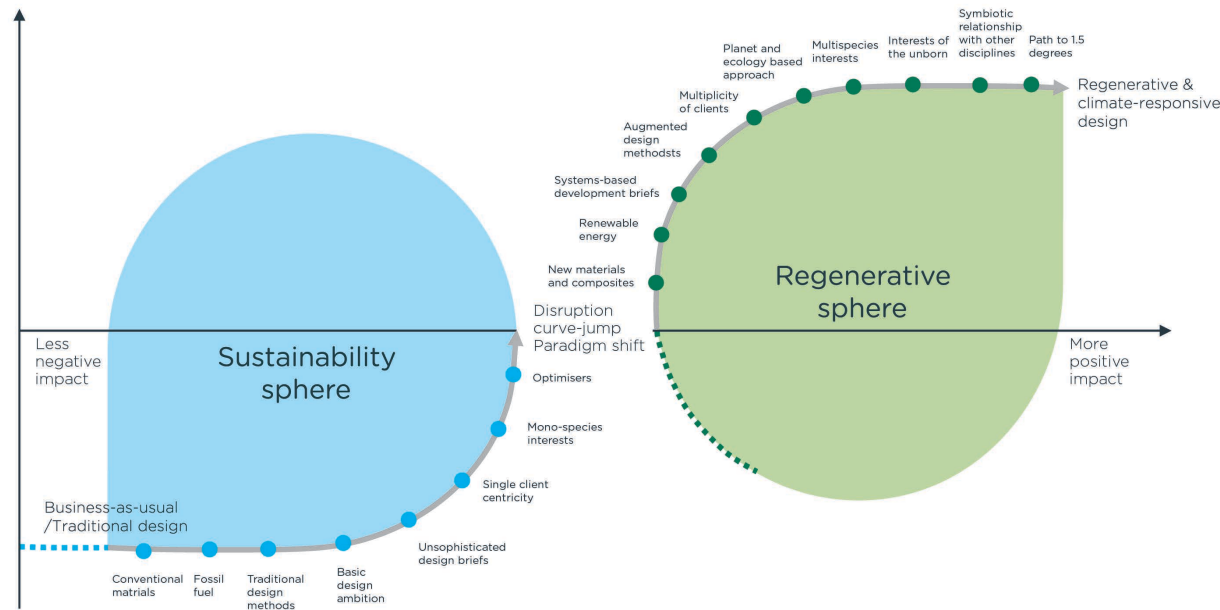 Less
negative
impact
Sustainability
sphere
Business-as-usual
/Traditional design
Conventional
matrials
Fossil
fuel
Traditional
design
methods
Basic
design
ambition
Unsophisticated
design briefs
Single client
centricity
Mono-species
interests
Optimisers
Disruption
curve-jump
Paradigm shift
New materials
and composites
Renewable
energy
Systems-based
development briefs
Augmented
design
methodsts
Multiplicity
of clients
Planet and
ecology based
approach
Multispecies
interests
Interests of
the unborn
Symbiotic
relationship
with other
disciplines
Path to 1.5
degrees
Regenerative &
climate-responsive
design
Regenerative
sphere
More
positive
impact